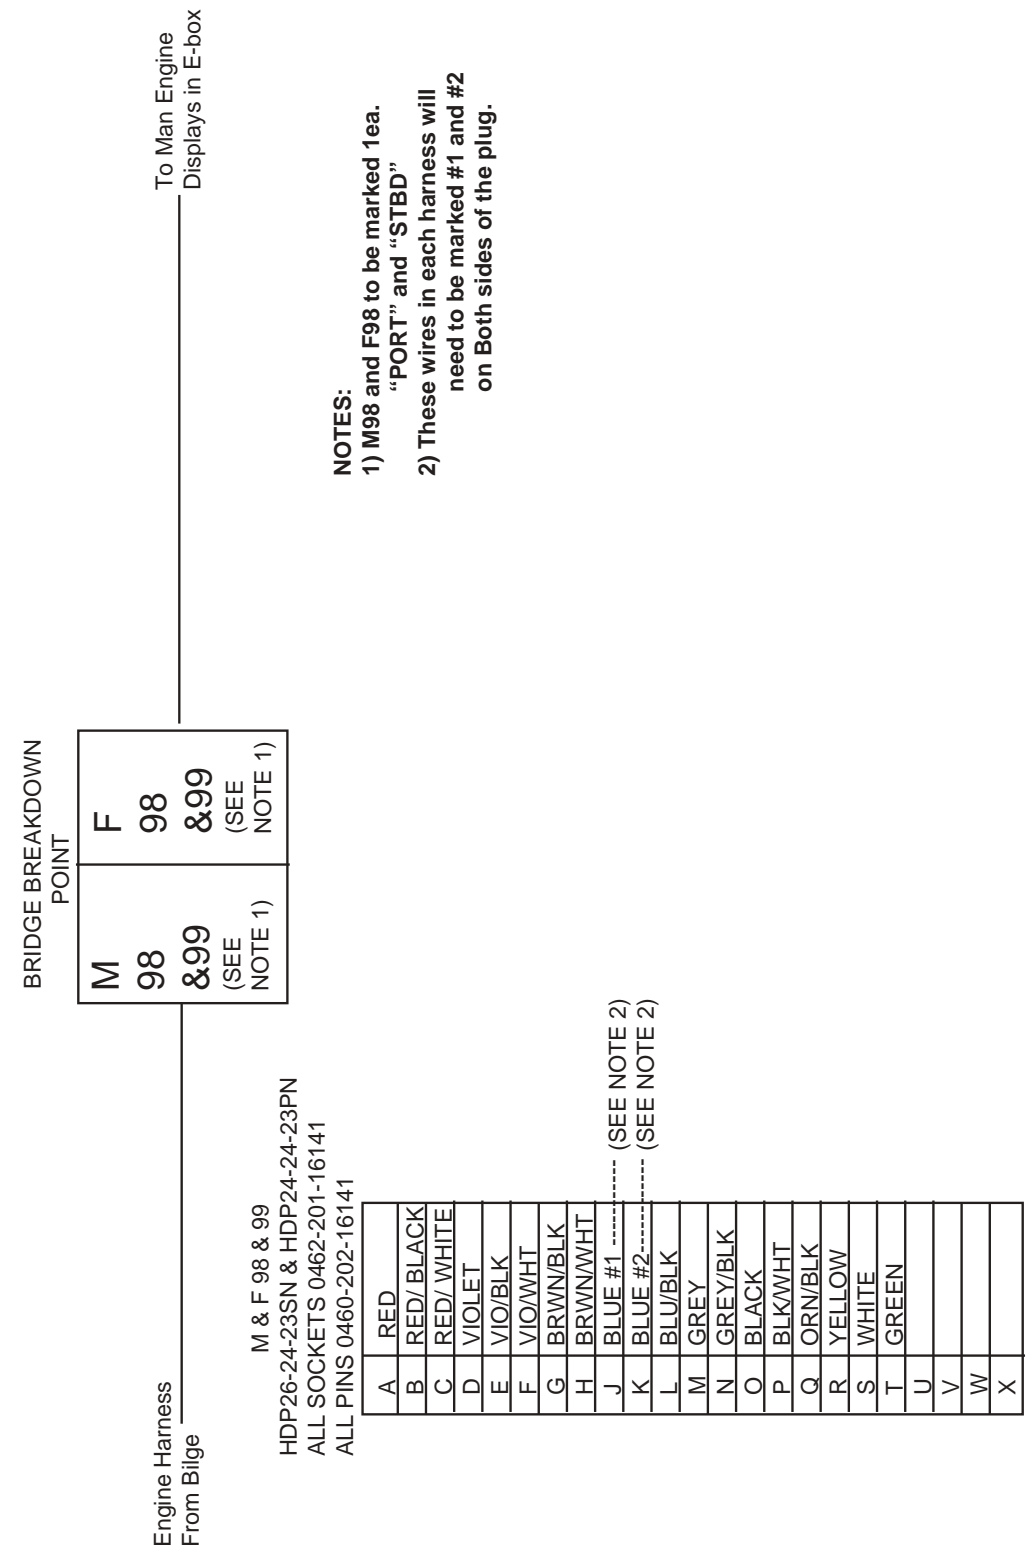 BRIDGE BREAKDOWN
POINT
Engine Harness
From Bilge
M
98
&99
(SEE
NOTE 1)
F
98
&99
(SEE
NOTE 1)
To Man Engine
Displays in E-box
M & F 98 & 99
HDP26-24-23SN & HDP24-24-23PN
ALL SOCKETS 0462-201-16141
ALL PINS 0460-202-16141
A RED
B RED/ BLACK
C RED/ WHITE
D VIOLET
E VIO/BLK
F VIO/WHT
G BRWN/BLK
H BRWN/WHT
J BLUE #1 -------- (SEE NOTE 2)
K BLUE #2----------- (SEE NOTE 2)
L BLU/BLK
M GREY
N GREY/BLK
O BLACK
P BLK/WHT
Q ORN/BLK
R YELLOW
S WHITE
T GREEN
U
V
W
X
NOTES:
1) M98 and F98 to be marked 1ea.
“PORT” and “STBD”
2) These wires in each harness will
need to be marked #1 and #2
on Both sides of the plug.